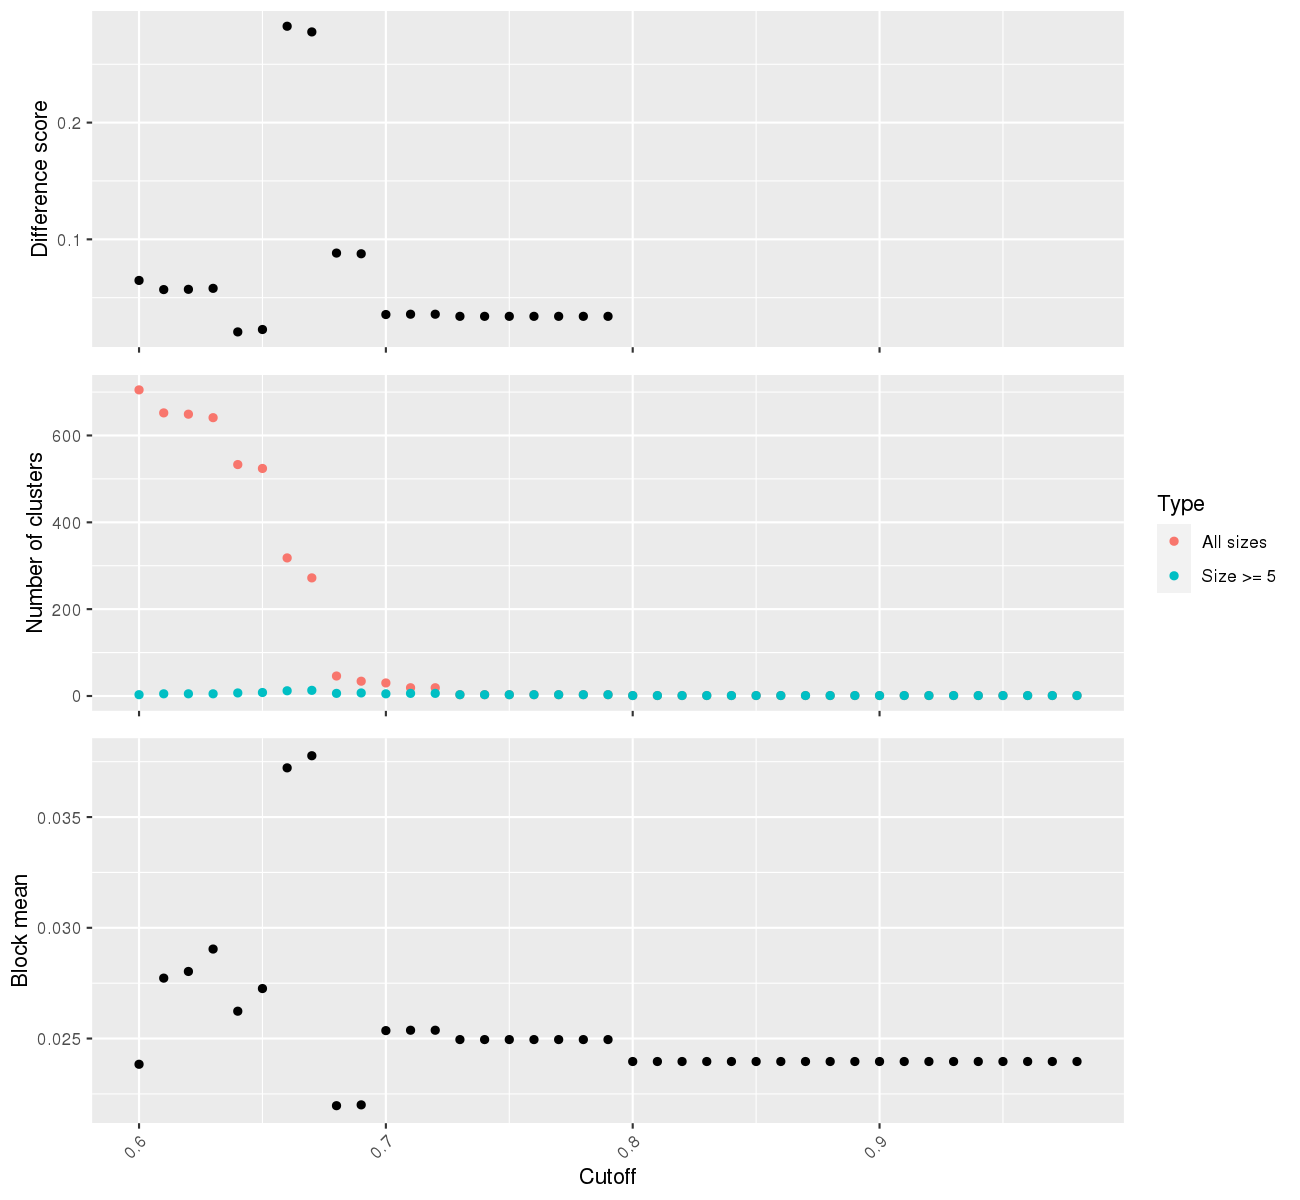 Difference score
0.2
0.1
Number of clusters
600
400
200
0
Type
All sizes
Size >= 5
Block mean
0.035
0.030
0.025
0.6
0.7
0.8
0.9
Cutoff